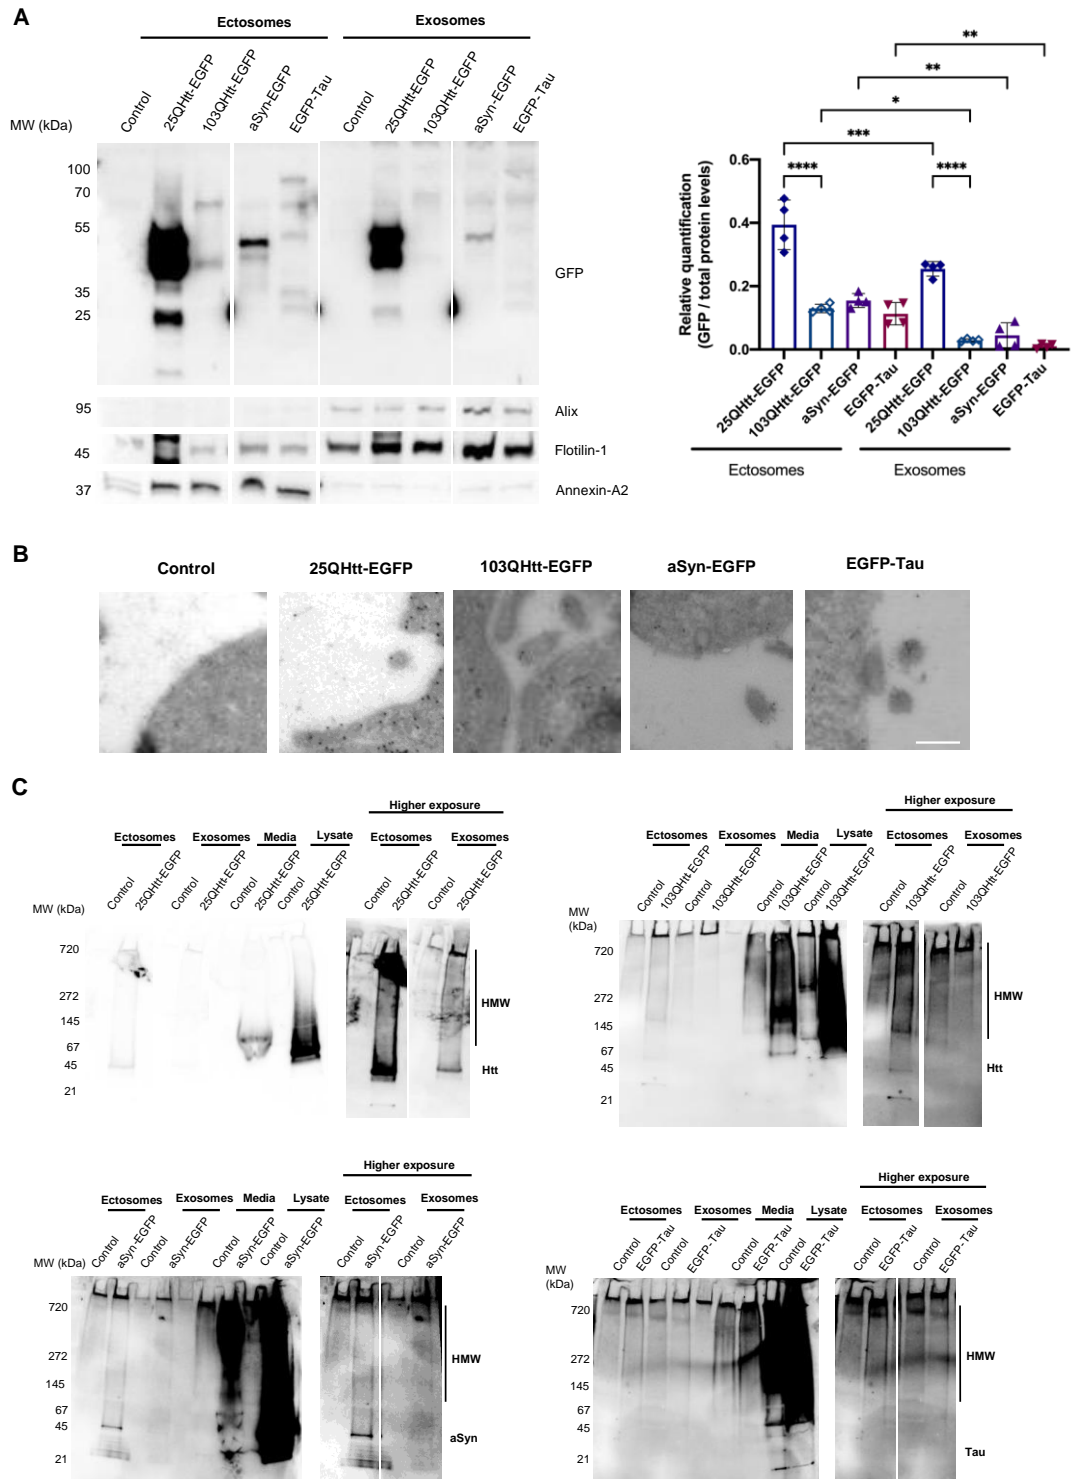 A
Ectosomes
Exosomes
Control
25QHtt-EGFP
103QHtt-EGFP
aSyn-EGFP
EGFP-Tau
Control
25QHtt-EGFP
103QHtt-EGFP
aSyn-EGFP
EGFP-Tau
MW (kDa)
100
70
55
35
25
GFP
95
Alix
45
Flotilin-1
37
Annexin-A2
**
**
*
***
****
****
Relative quantification
(GFP / total protein levels)
0.6
0.4
0.2
0.0
25QHtt-EGFP
103QHtt-EGFP
aSyn-EGFP
EGFP-Tau
25QHtt-EGFP
103QHtt-EGFP
aSyn-EGFP
EGFP-Tau
Ectosomes
Exosomes
B
Control
25QHtt-EGFP
103QHtt-EGFP
aSyn-EGFP
EGFP-Tau
C
Higher exposure
Ectosomes Exosomes Media Lysate Ectosomes Exosomes
Control
25QHtt-EGFP
Control
25QHtt-EGFP
Control
25QHtt-EGFP
Control
25QHtt-EGFP
Control
25QHtt-EGFP
Control
25QHtt-EGFP
MW (kDa)
720
272
145
67
45
21
HMW
Htt
Higher exposure
Ectosomes Exosomes Media Lysate Ectosomes Exosomes
Control
103QHtt-EGFP
Control
103QHtt-EGFP
Control
103QHtt-EGFP
Control
103QHtt-EGFP
Control
103QHtt-EGFP
Control
103QHtt-EGFP
MW
(kDa)
720
272
145
67
45
21
HMW
Htt
Higher exposure
Ectosomes Exosomes Media Lysate Ectosomes Exosomes
Control
aSyn-EGFP
Control
aSyn-EGFP
Control
aSyn-EGFP
Control
aSyn-EGFP
Control
aSyn-EGFP
Control
aSyn-EGFP
MW (kDa)
720
272
145
67
45
21
HMW
aSyn
Higher exposure
Ectosomes Exosomes Media Lysate Ectosomes Exosomes
Control
EGFP-Tau
Control
EGFP-Tau
Control
EGFP-Tau
Control
EGFP-Tau
Control
EGFP-Tau
Control
EGFP-Tau
MW
(kDa)
720
272
145
67
45
21
HMW
Tau